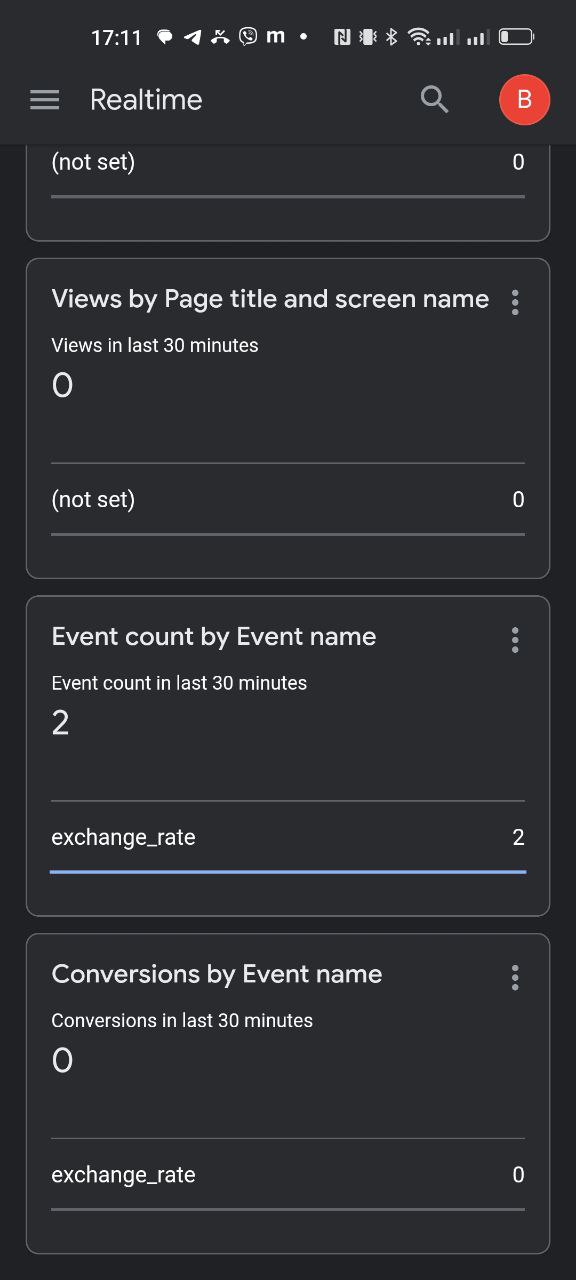 17:11 m
Realtime
B
(not set) 0
Views by Page title and screen name
Views in last 30 minutes
0
(not set) 0
Event count by Event name
Event count in last 30 minutes
2
exchange_rate 2
Conversions by Event name
Conversions in last 30 minutes
0
exchange_rate 0